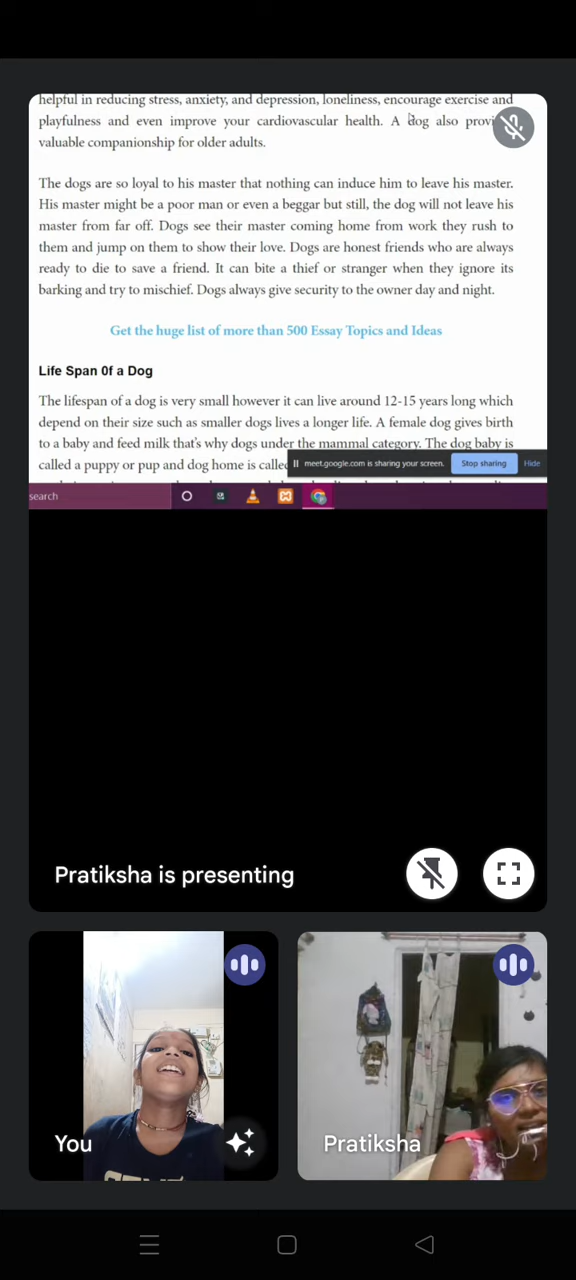 helpful in reducing stress, anxiety, and depression, loneliness, encourage exercise and
playfulness and even improve your cardiovascular health. A dog also
valuable companionship for older adults.
The dogs are so loyal to his master that nothing can induce him to leave his master.
His master might be a poor man or even a beggar but still, the dog will not leave his
master from far off. Dogs see their master coming home from work they rush to
them and jump on them to show their love. Dogs are honest friends who are always
ready to die to save a friend. It can bite a thief or stranger when they ignore its
barking and try to mischief. Dogs always give security to the owner day and night.
Get the huge list of more than 500 Essay Topics and Ideas
Life Span 0f a Dog
The lifespan of a dog is very small however it can live around 12-15 years long which
depend on their size such as smaller dogs lives a longer life. A female dog gives birth
to a baby and feed milk that's why dogs under the mammal category. The dog baby is
called a puppy or pup and dog home is called
meet.google.com is sharing your screen. Stop sharing Hide
search
Pratiksha is presenting
You
Pratiksha